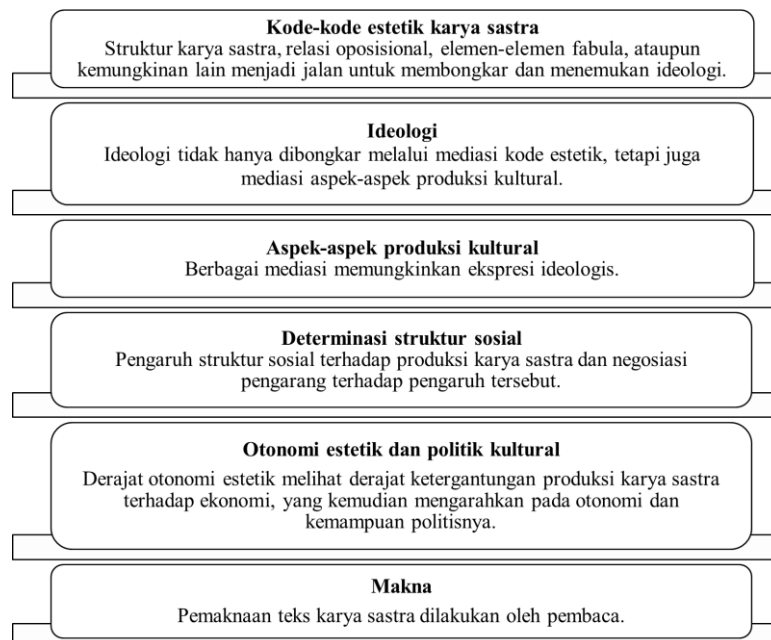 Kode-kode estetik karya sastra
Struktur karya sastra, relasi oposisional, elemen-elemen fabula, ataupun
kemungkinan lain menjadi jalan untuk membongkar dan menemukan ideologi.
Ideologi
Ideologi tidak hanya dibongkar melalui mediasi kode estetik, tetapi juga
mediasi aspek-aspek produksi kultural.
Aspek-aspek produksi kultural
Berbagai mediasi memungkinkan ekspresi ideologis.
Determinasi struktur sosial
Pengaruh struktur sosial terhadap produksi karya sastra dan negosiasi
pengarang terhadap pengaruh tersebut.
Otonomi estetik dan politik kultural
Derajat otonomi estetik melihat derajat ketergantungan produksi karya sastra
terhadap ekonomi, yang kemudian mengarahkan pada otonomi dan
kemampuan politisnya.
Makna
Pemaknaan teks karya sastra dilakukan oleh pembaca.